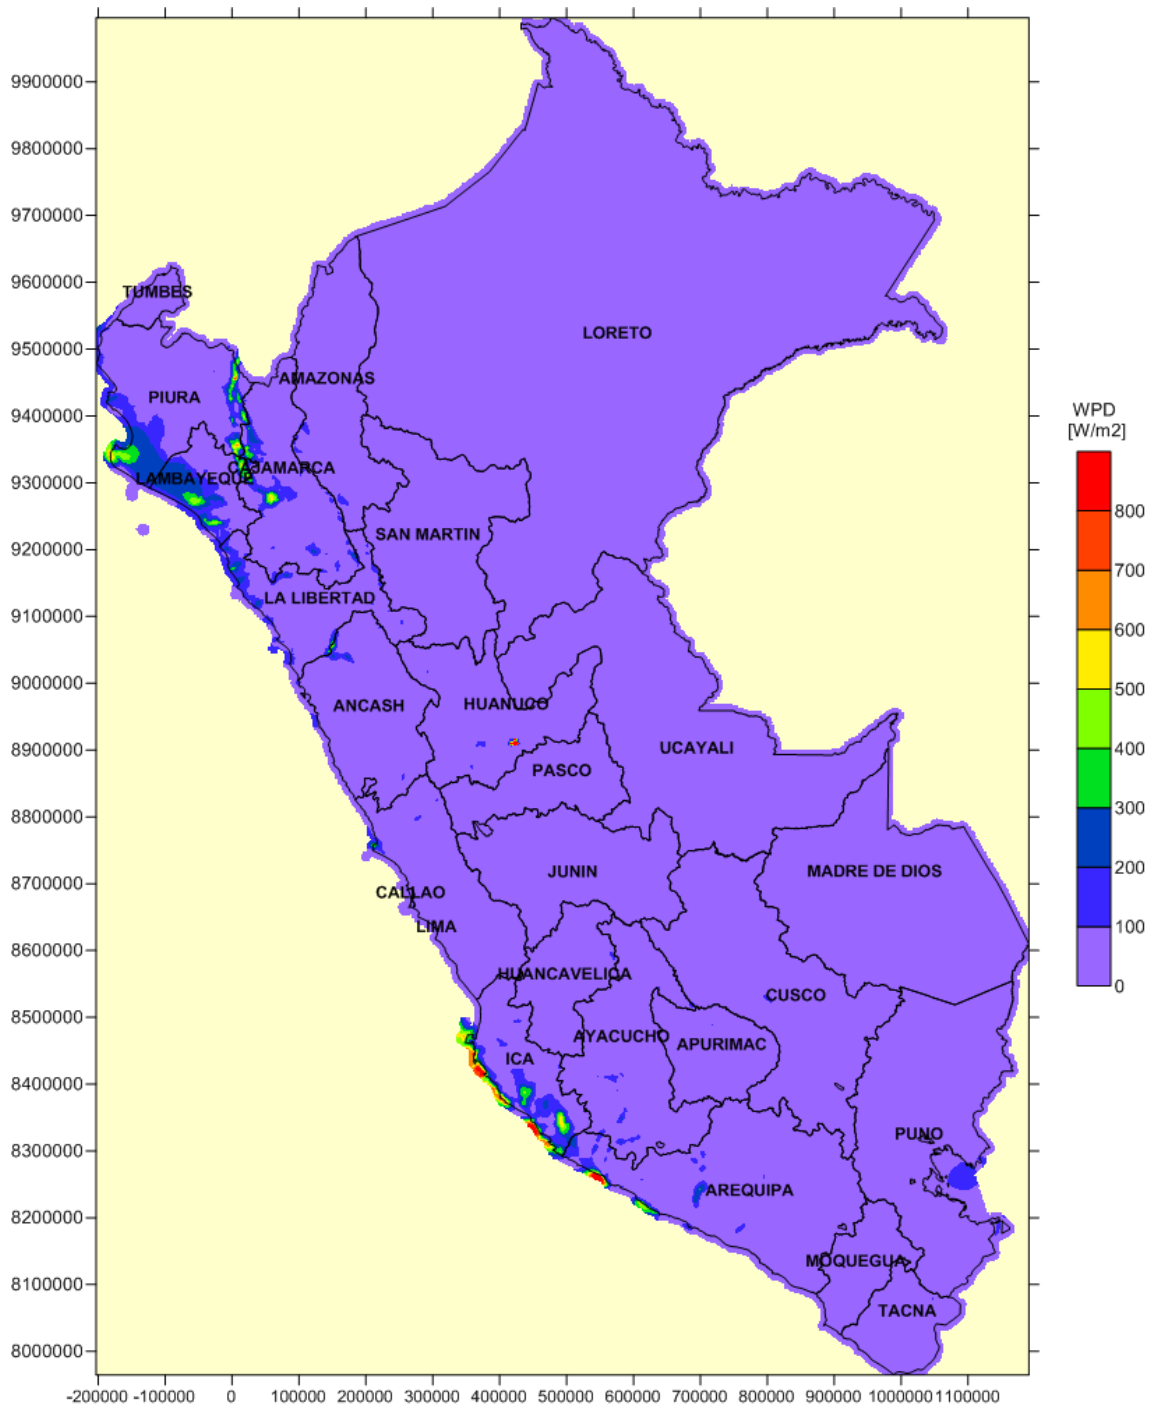 9900000
9800000
9700000
9600000
9500000
9400000
9300000
9200000
9100000
9000000
8900000
8800000
8700000
8600000
8500000
8400000
8300000
8200000
8100000
8000000
TUMBES
LORETO
AMAZONAS
PIURA
CAJAMARCA
LAMBAYEQUE
SAN MARTIN
LA LIBERTAD
ANCASH
HUANUCO
UCAYALI
PASCO
JUNIN
MADRE DE DIOS
CALLAO
LIMA
HUANCAVELICA
CUSCO
AYACUCHO
APURIMAC
ICA
PUNO
AREQUIPA
MOQUEGUA
TACNA
-200000 -100000 0 100000 200000 300000 400000 500000 600000 700000 800000 900000 1000000 1100000
WPD
[W/m2]
800
700
600
500
400
300
200
100
0